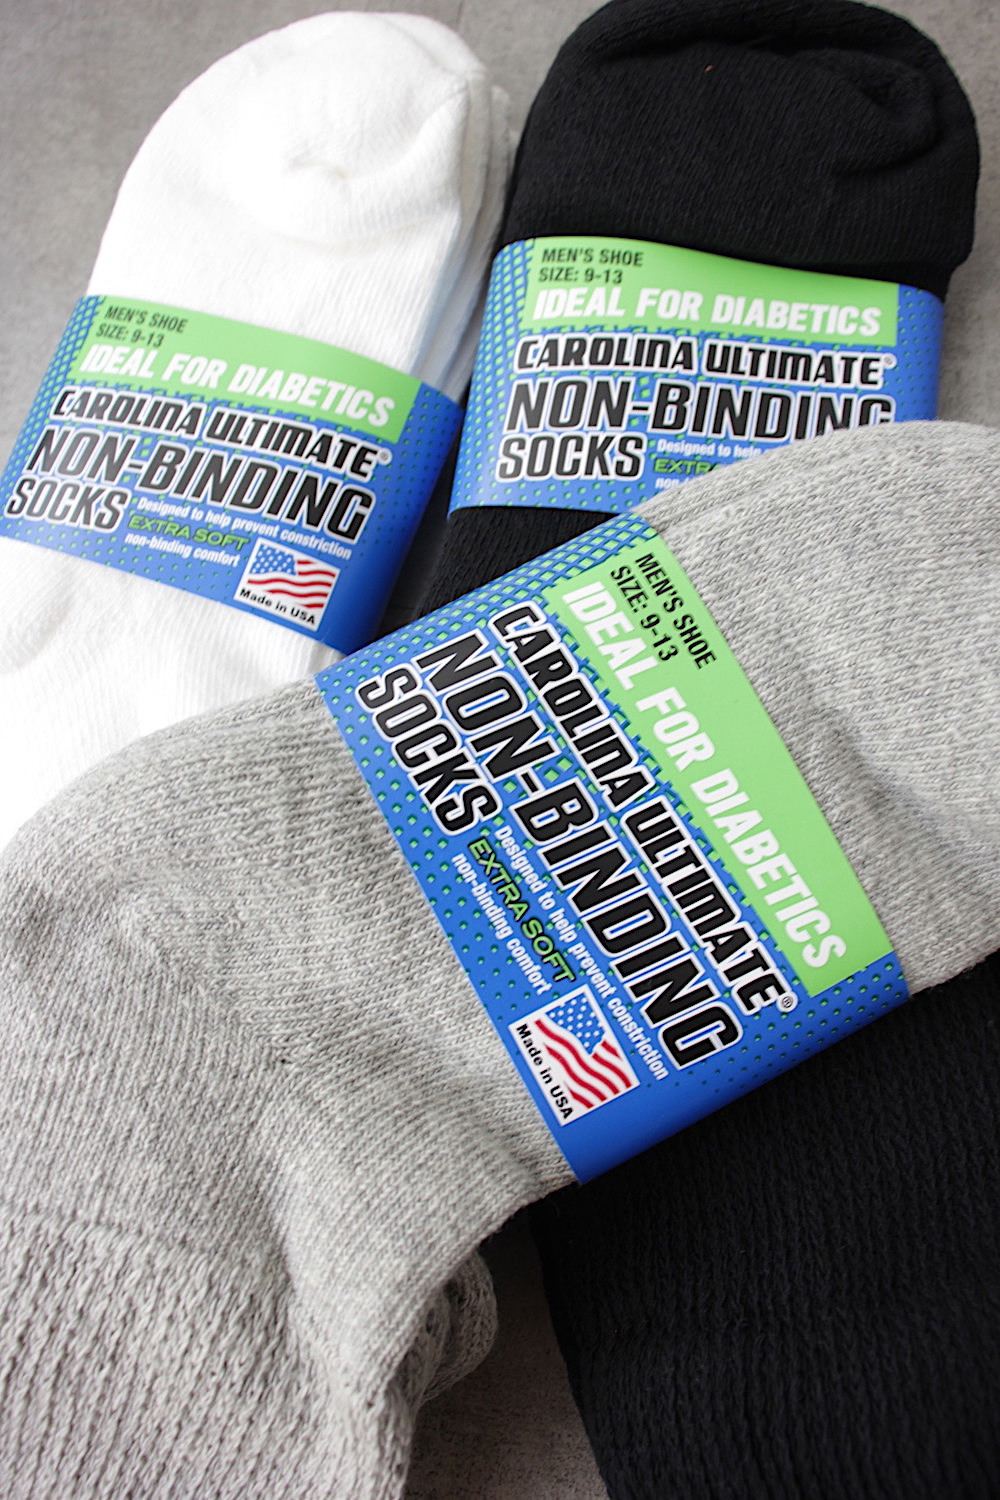 MEN'S SHOE
SIZE: 9-13
IDEAL FOR DIABETICS
CAROLINA ULTIMATE®
NON-BINDING
SOCKS
Designed to help prevent constriction
EXTRA SOFT
non-binding comfort
Made in USA
MEN'S SHOE
SIZE: 9-13
IDEAL FOR DIABETICS
CAROLINA ULTIMATE®
NON-BINDING
SOCKS
Designed to help
EXTRA
MEN'S SHOE
SIZE: 9-13
IDEAL FOR DIABETICS
CAROLINA ULTIMATE®
NON-BINDING
SOCKS
Designed to help prevent constriction
EXTRA SOFT
non-binding comfort
Made in USA